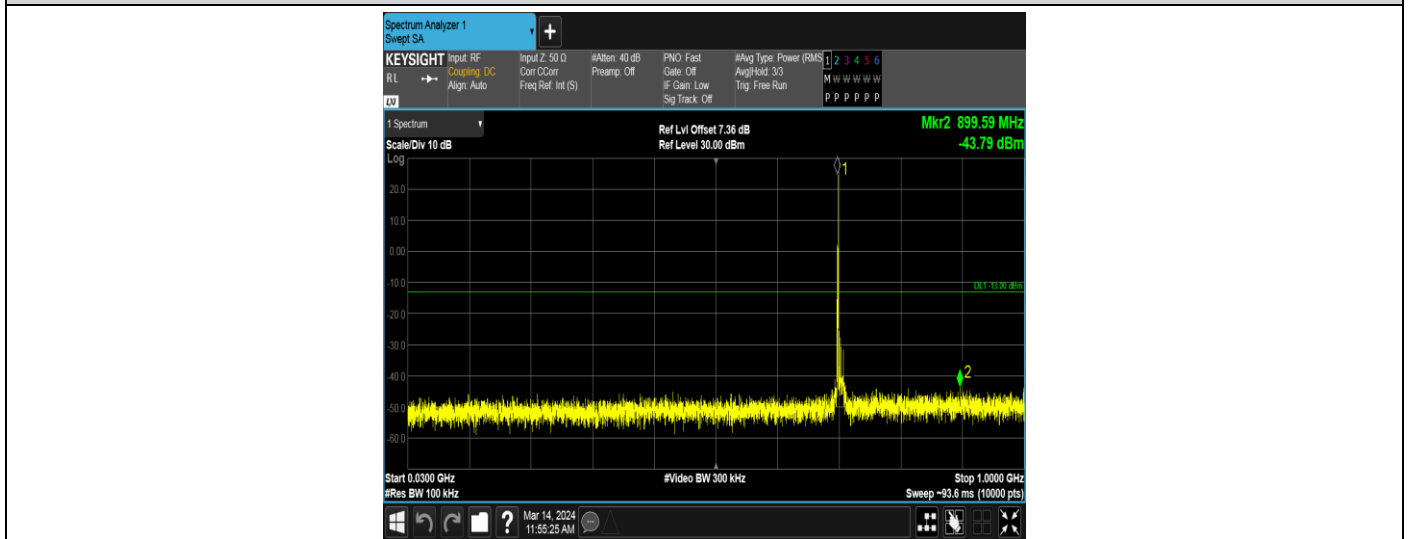 Spectrum Analyzer 1
Swept SA
+
KEYSIGHT
RL
Input: RF
Coupling: DC
Align: Auto
Input Z: 50 Ω
Corr CCorr
Freq Ref: Int (S)
#Atten: 40 dB
Preamp: Off
PNO: Fast
Gate: Off
IF Gain: Low
Sig Track: Off
#Avg Type: Power (RMS
Avg|Hold: 3/3
Trig: Free Run
1 2 3 4 5 6
M W W W W W
P P P P P P
1 Spectrum
Scale/Div 10 dB
Ref Lvl Offset 7.36 dB
Ref Level 30.00 dBm
Mkr2 899.59 MHz
-43.79 dBm
Log
1
20.0
10.0
0.00
-10.0
DL1 -13.00 dBm
-20.0
-30.0
-40.0
2
-50.0
-60.0
Start 0.0300 GHz
#Res BW 100 kHz
#Video BW 300 kHz
Stop 1.0000 GHz
Sweep ~93.6 ms (10000 pts)
?
Mar 14, 2024
11:55:25 AM